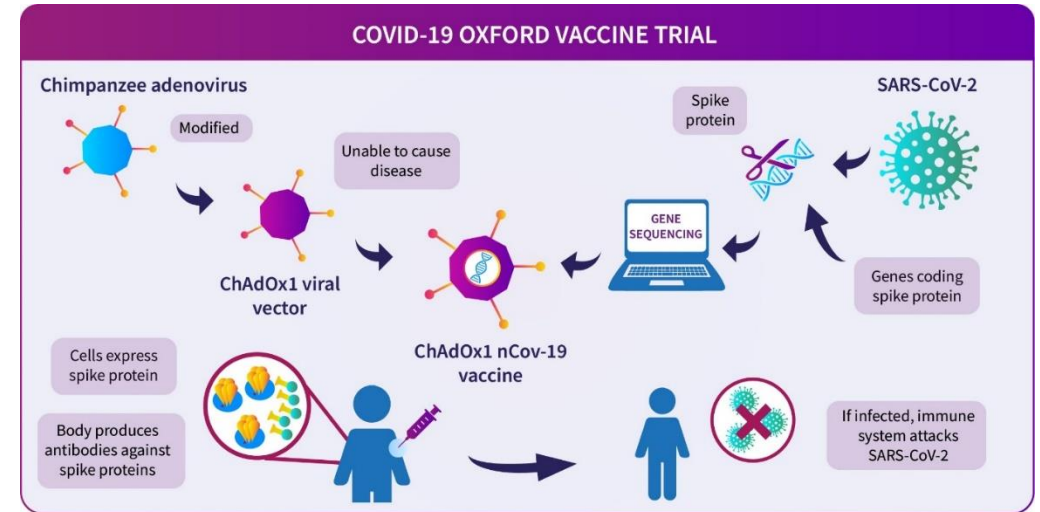 COVID-19 OXFORD VACCINE TRIAL
Chimpanzee adenovirus
Modified
Unable to cause
disease
Spike
protein
SARS-CoV-2
GENE
SEQUENCING
ChAdOx1 viral
vector
Genes coding
spike protein
ChAdOx1 nCov-19
vaccine
Cells express
spike protein
Body produces
antibodies against
spike proteins
If infected, immune
system attacks
SARS-CoV-2